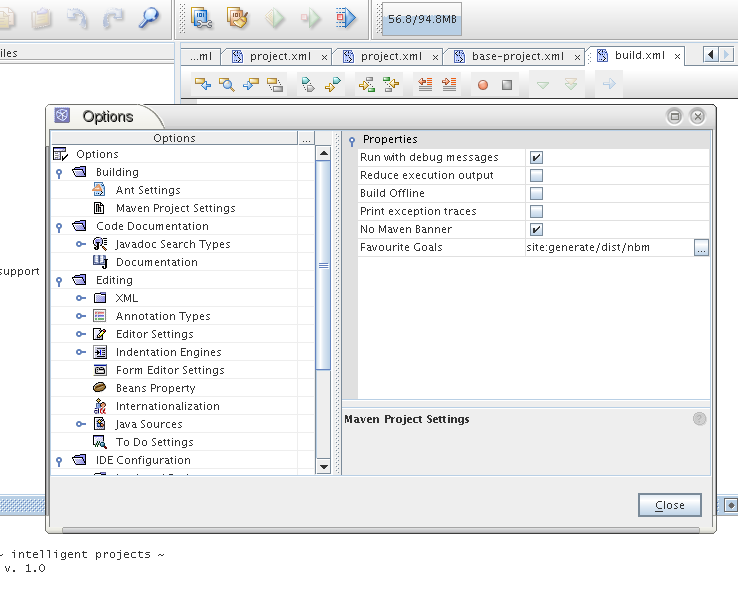 56.8/94.8MB
iles
...ml
project.xml
project.xml
base-project.xml
build.xml
Options
Options
...
Options
Building
Ant Settings
Maven Project Settings
Code Documentation
Javadoc Search Types
Documentation
Editing
XML
Annotation Types
Editor Settings
Indentation Engines
Form Editor Settings
Beans Property
Internationalization
Java Sources
To Do Settings
IDE Configuration
Properties
Run with debug messages
Reduce execution output
Build Offline
Print exception traces
No Maven Banner
Favourite Goals site:generate/dist/nbm ...
Maven Project Settings
?
Close
support
~ intelligent projects ~
v. 1.0